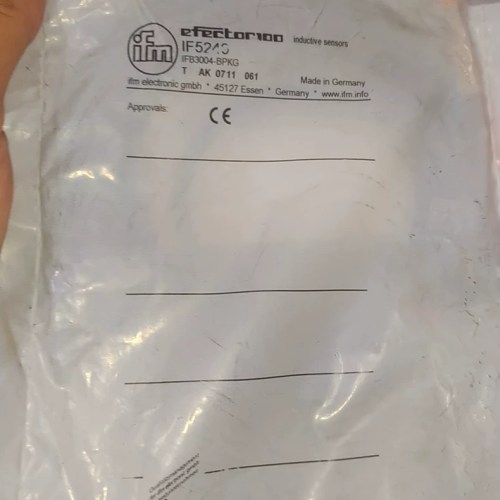 ifm
efector100 inductive sensors
IFB3004-BPKG
T AK 0711 061
Made in Germany
ifm electronic gmbh * 45127 Essen * Germany * www.ifm.info
Approvals: CE